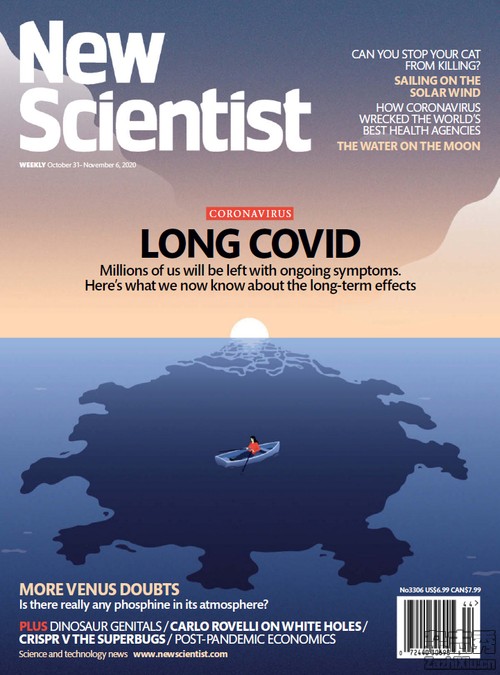 New
Scientist
WEEKLY October 31–November 6, 2020
CAN YOU STOP YOUR CAT
FROM KILLING?
SAILING ON THE
SOLAR WIND
HOW CORONAVIRUS
WRECKED THE WORLD'S
BEST HEALTH AGENCIES
THE WATER ON THE MOON
CORONAVIRUS
LONG COVID
Millions of us will be left with ongoing symptoms.
Here's what we now know about the long-term effects
MORE VENUS DOUBTS
Is there really any phosphine in its atmosphere?
PLUS DINOSAUR GENITALS / CARLO ROVELLI ON WHITE HOLES /
CRISPR V THE SUPERBUGS / POST-PANDEMIC ECONOMICS
Science and technology news www.newscientist.com
No3306 US$6.99 CAN$7.99
44